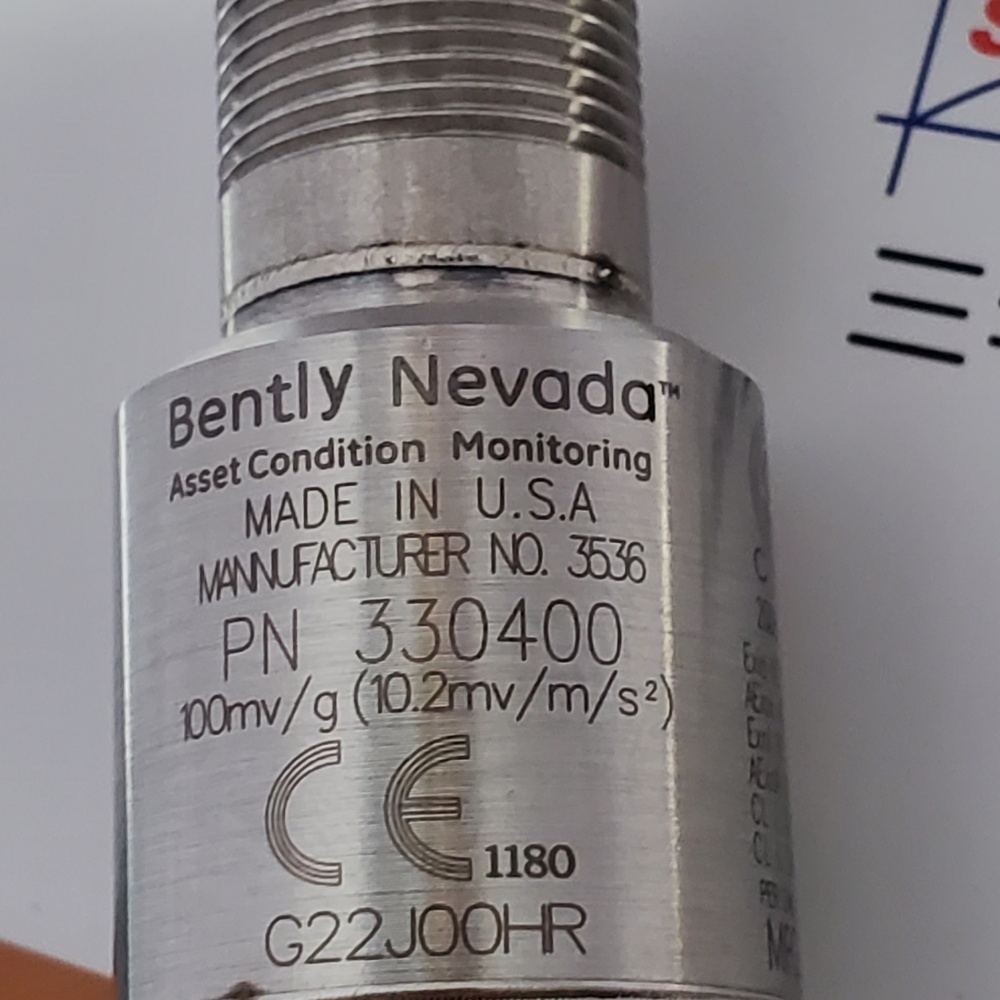 Bently Nevada™
Asset Condition Monitoring
MADE IN U.S.A
MANNUFACTURER NO. 3536
PN 330400
100mv/g (10.2mv/m/s²)
CE 1180
G22J00HR